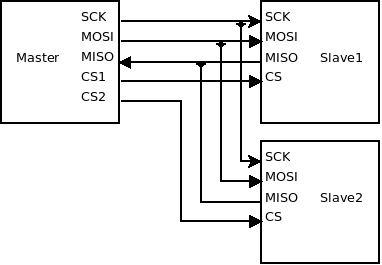 Master
SCK
MOSI
MISO
CS1
CS2
SCK
MOSI
MISO
CS
Slave1
SCK
MOSI
MISO
CS
Slave2